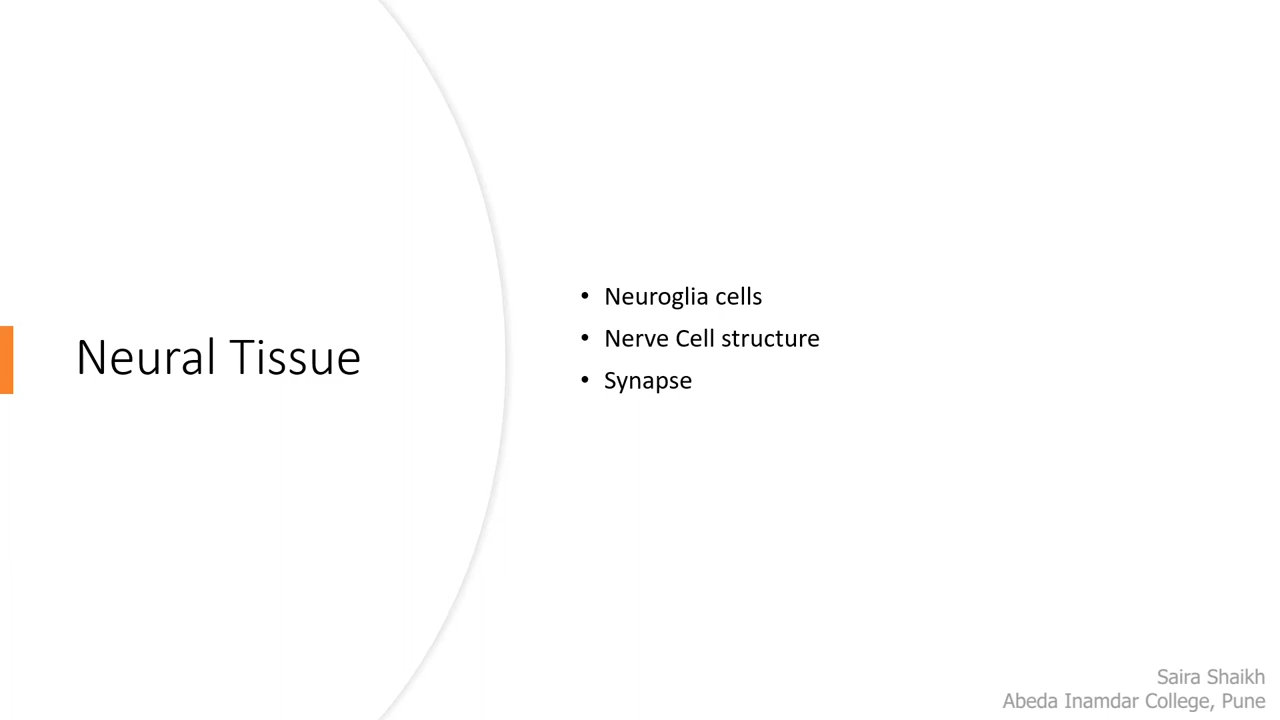 Neural Tissue
• Neuroglia cells
• Nerve Cell structure
• Synapse
Saira Shaikh
Abeda Inamdar College, Pune